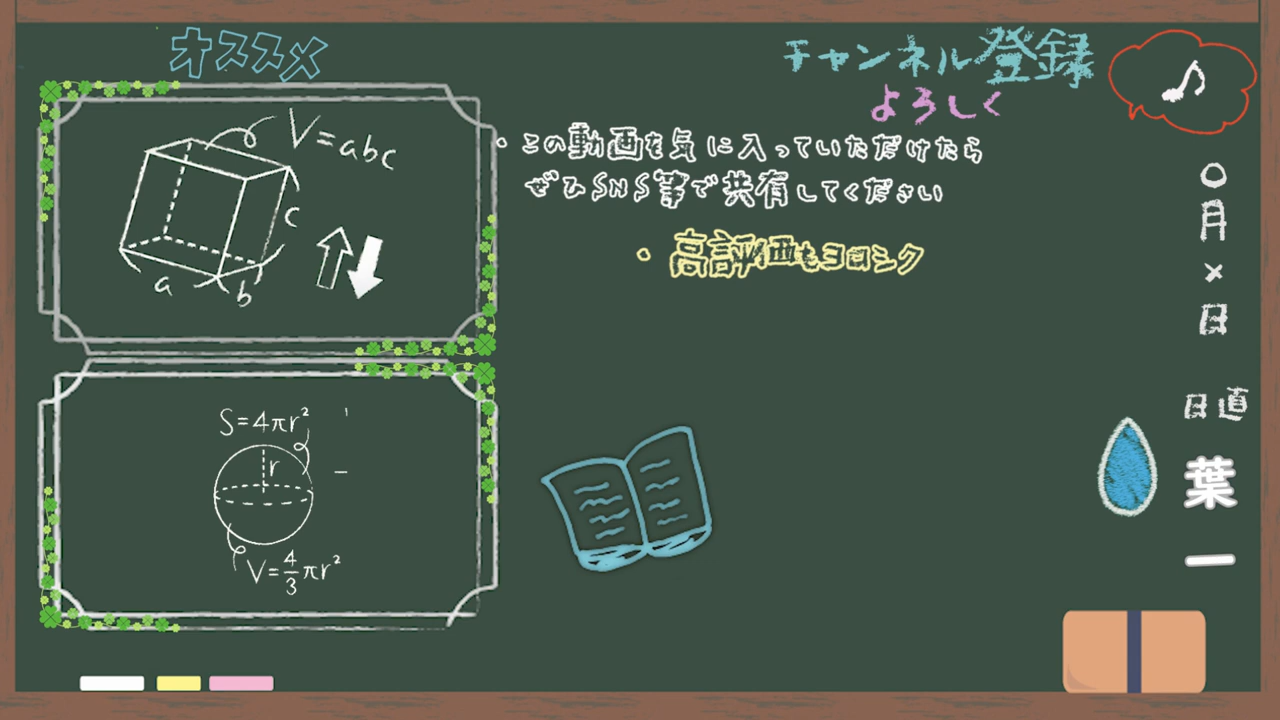 オススメ
V=abc
c
a
b
S=4πr²
r
V=4/3πr²
チャンネル登録
よろしく
・この動画を気に入っていただけたら
ぜひSNS等で共有してください
・高評価もヨロシク
♪
〇月×日
日直
葉一